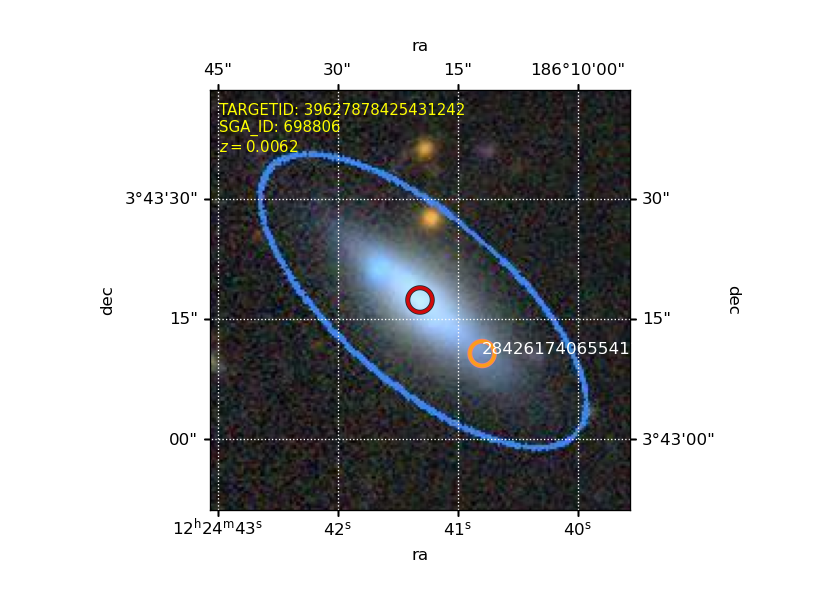 ra
45" 30" 15" 186°10'00"
TARGETID: 39627878425431242
SGA_ID: 698806
z = 0.0062
3°43'30" 30"
dec dec
15" 15"
28426174065541
00" 3°43'00"
12ʰ24ᵐ43ˢ 42ˢ 41ˢ 40ˢ
ra